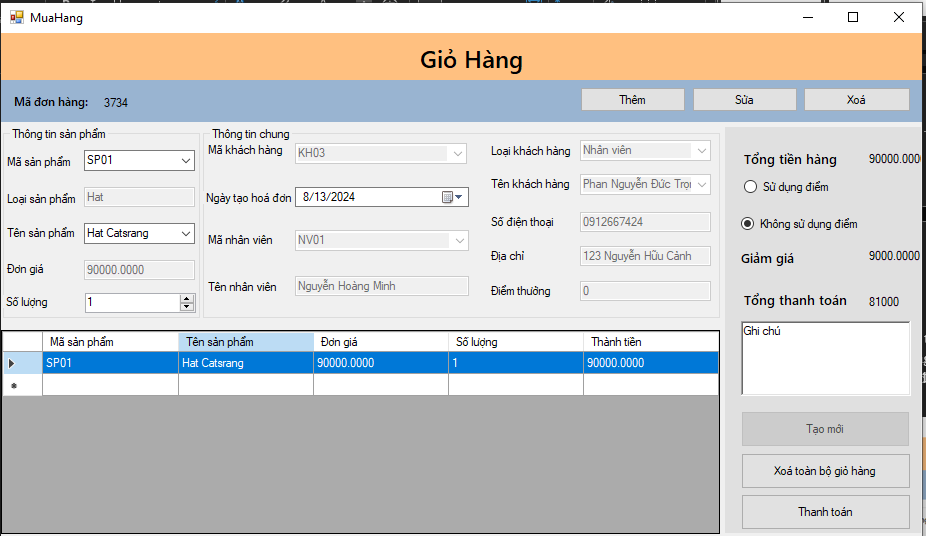 MuaHang
Giỏ Hàng
Mã đơn hàng: 3734
Thêm
Sửa
Xoá
Thông tin sản phẩm
Mã sản phẩm SP01
Loại sản phẩm Hat
Tên sản phẩm Hat Catsrang
Đơn giá 90000.0000
Số lượng 1
Thông tin chung
Mã khách hàng KH03
Ngày tạo hoá đơn 8/13/2024
Mã nhân viên NV01
Tên nhân viên Nguyễn Hoàng Minh
Loại khách hàng Nhân viên
Tên khách hàng Phan Nguyễn Đức Trọ
Số điện thoại 0912667424
Địa chỉ 123 Nguyễn Hữu Cảnh
Điểm thưởng 0
Tổng tiền hàng 90000.000
Sử dụng điểm
Không sử dụng điểm
Giảm giá 9000.0000
Tổng thanh toán 81000
Ghi chú
Tạo mới
Xoá toàn bộ giỏ hàng
Thanh toán
Mã sản phẩm Tên sản phẩm Đơn giá Số lượng Thành tiền
SP01 Hat Catsrang 90000.0000 1 90000.0000